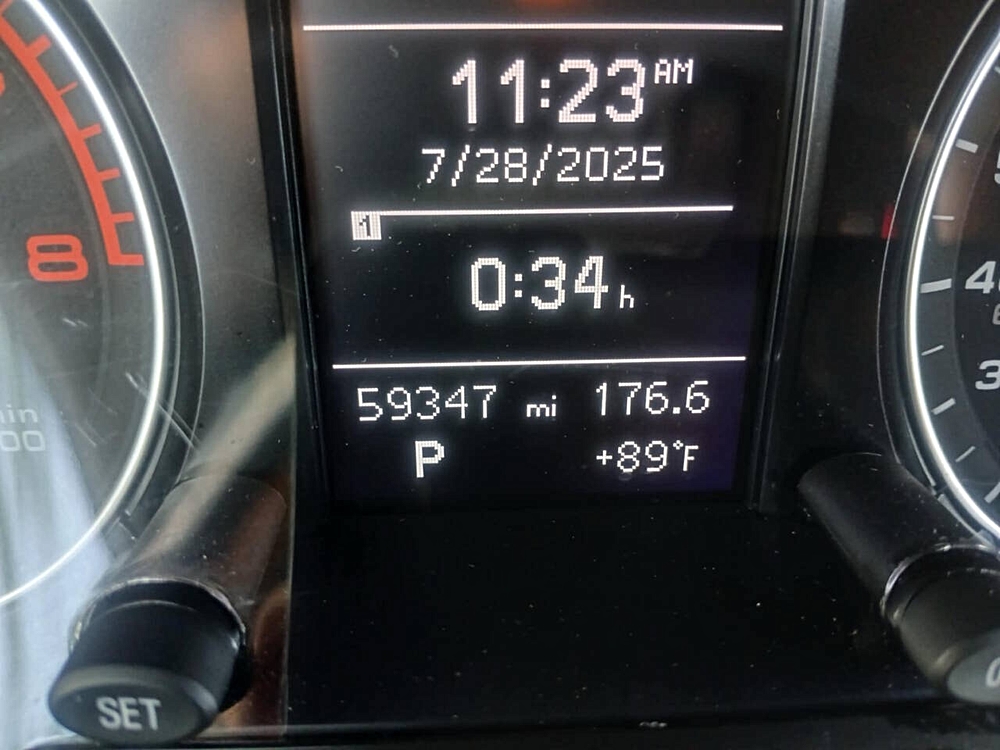 11:23 AM
7/28/2025
1
0:34 h
59347 mi 176.6
P +89°F
8
SET